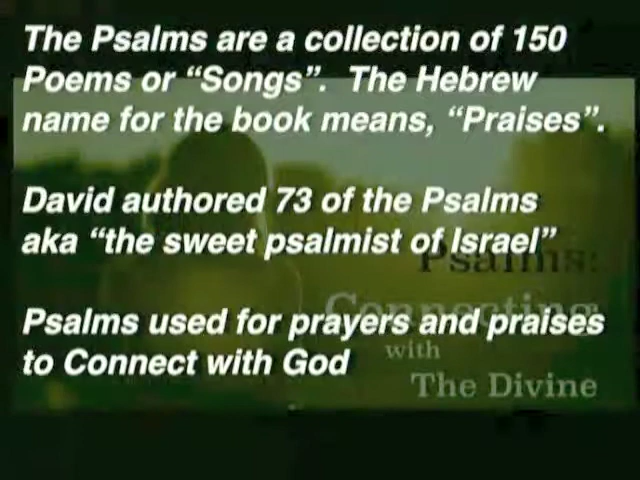 The Psalms are a collection of 150
Poems or “Songs”.  The Hebrew
name for the book means, “Praises”.
David authored 73 of the Psalms
aka “the sweet psalmist of Israel”
Psalms:
Psalms used for prayers and praises
Connecting
to Connect with God
with
The Divine